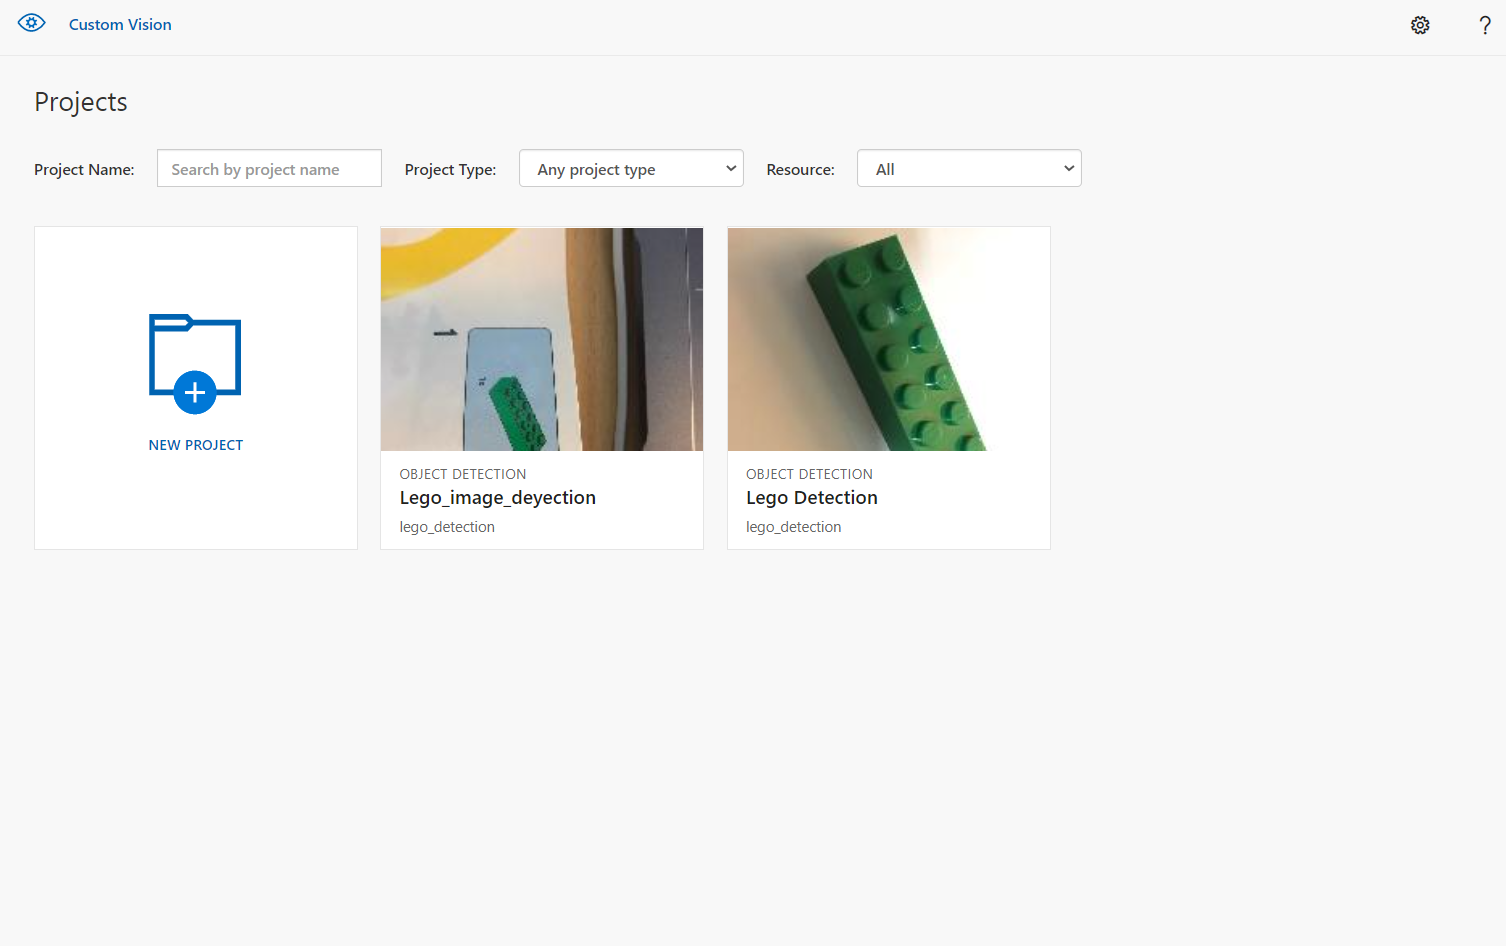 Custom Vision
?
Projects
Project Name: Search by project name Project Type: Any project type Resource: All
NEW PROJECT
OBJECT DETECTION
Lego_image_deyection
lego_detection
OBJECT DETECTION
Lego Detection
lego_detection